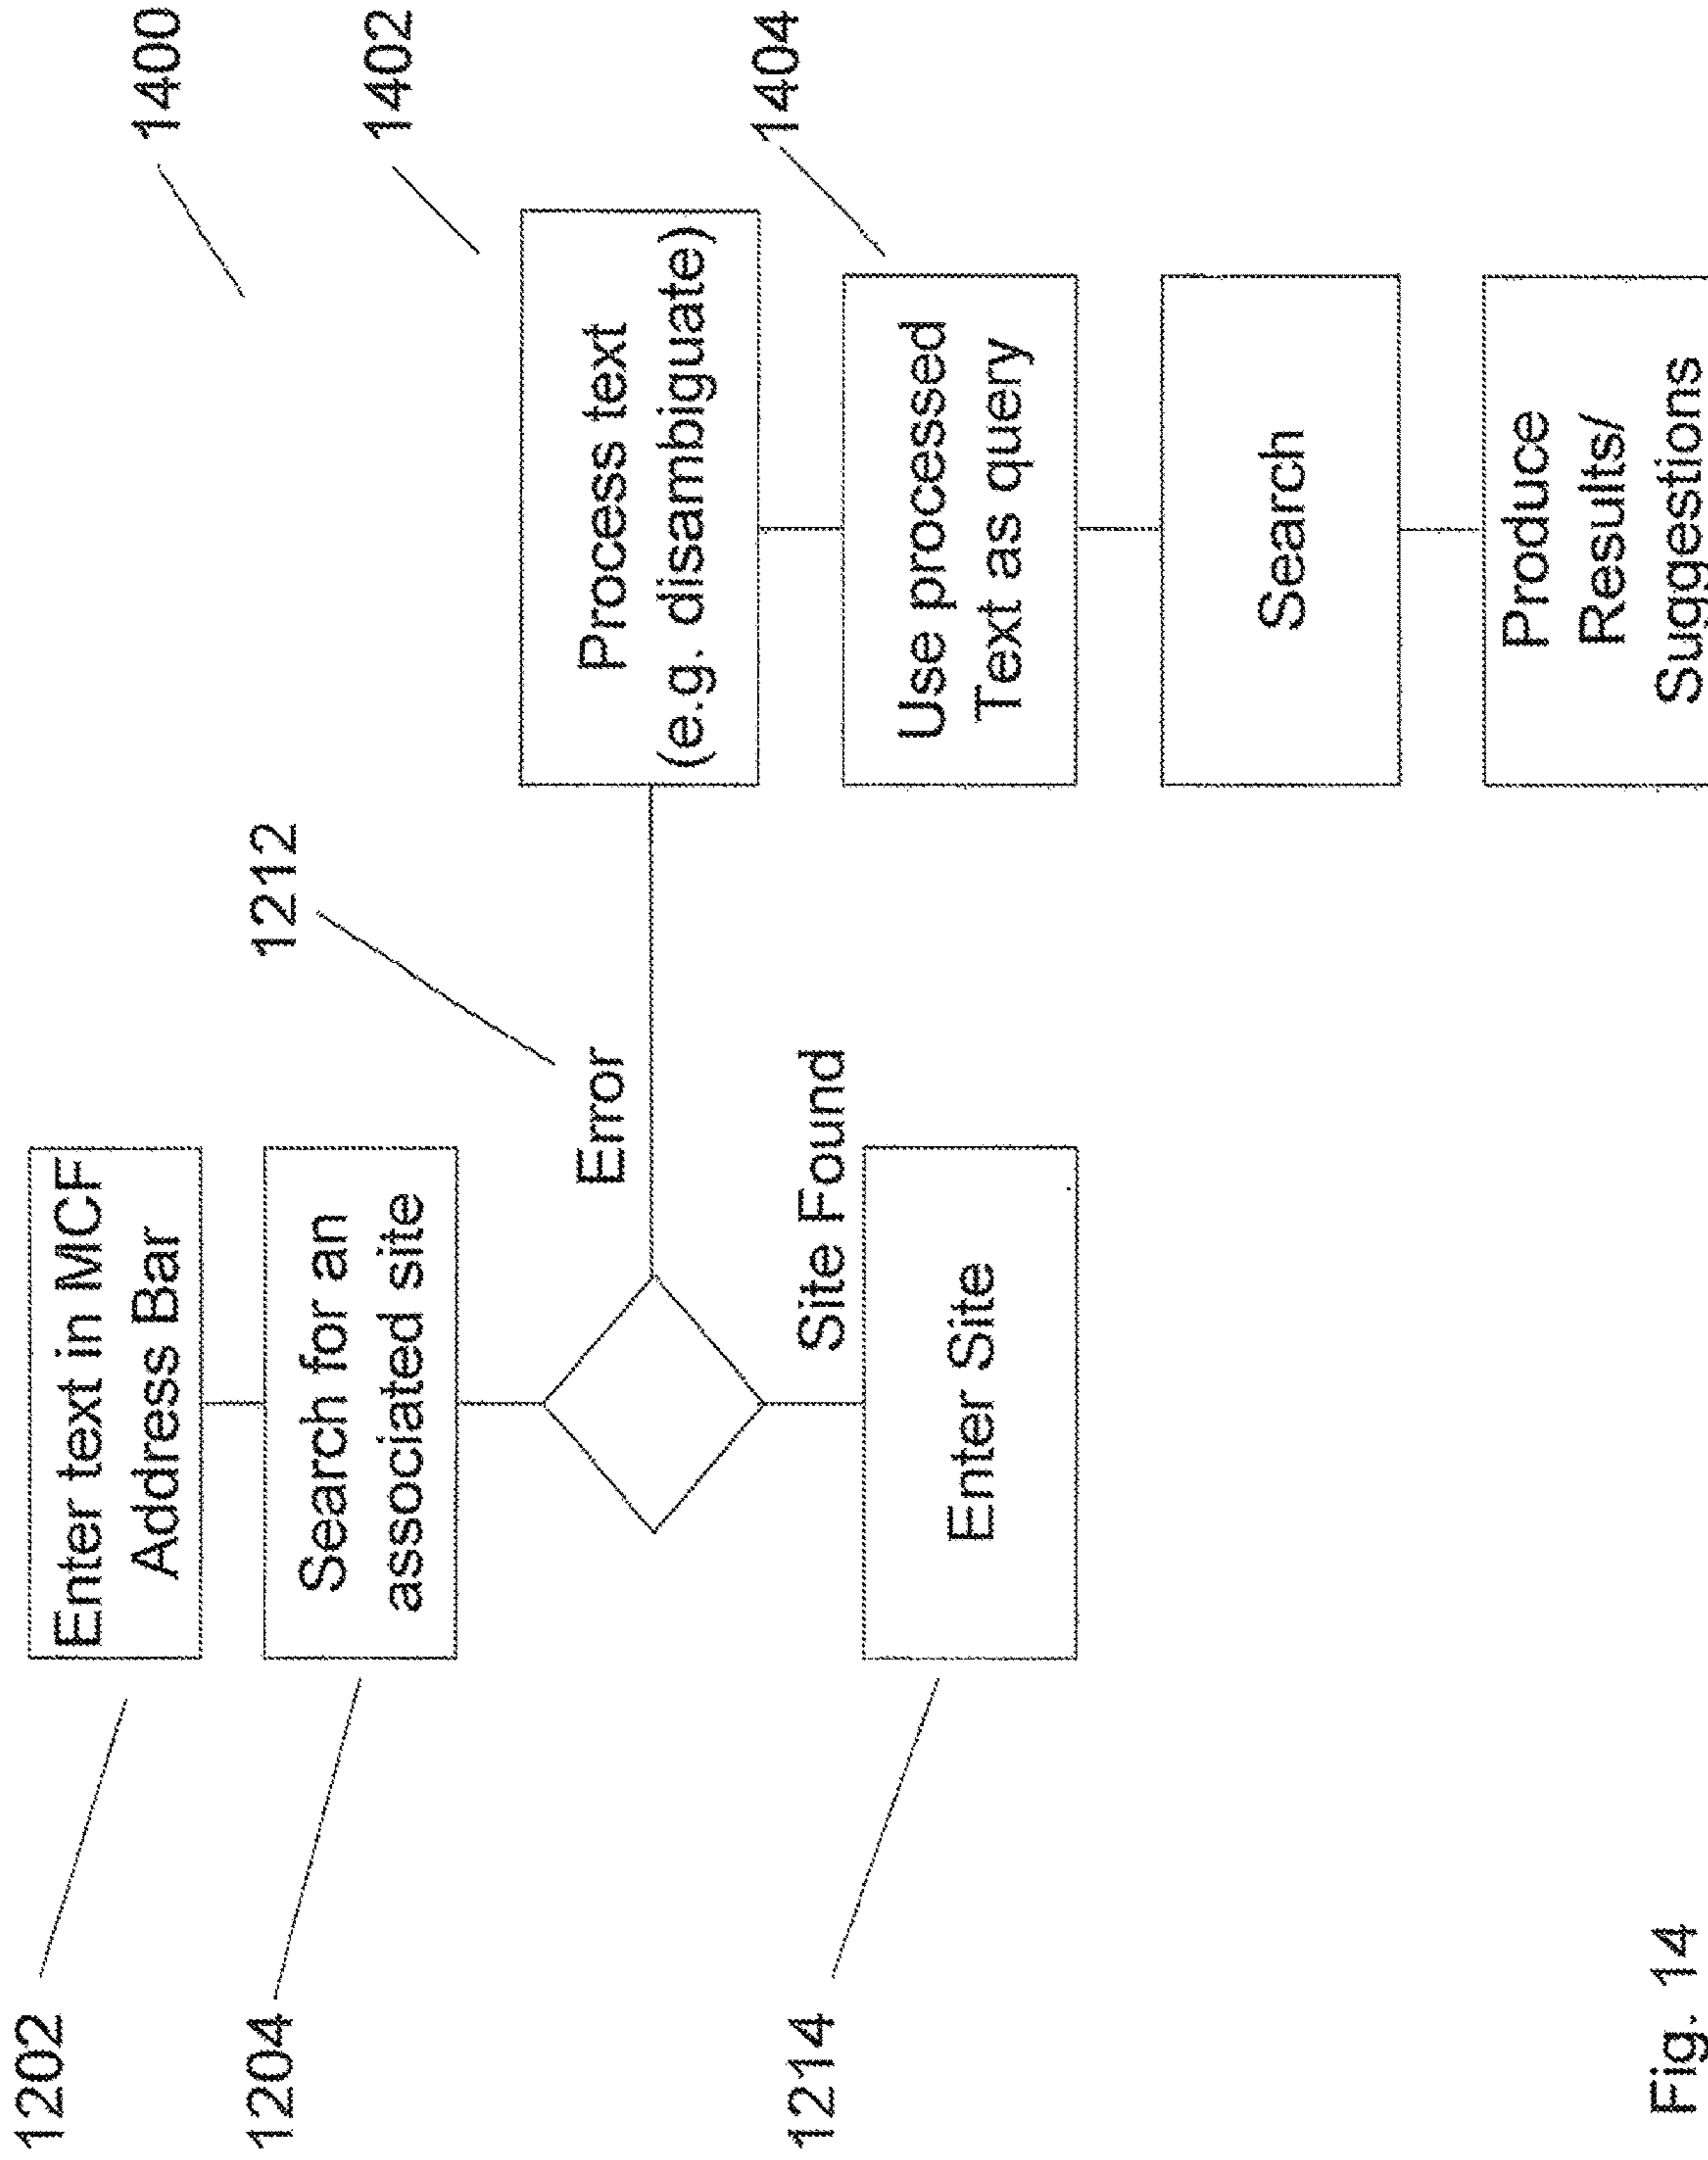 1400
1202
Enter text in MCF
Address Bar
1204
Search for an
associated site
1212
1402
Error
Process text
(e.g. disambiguate)
1214
Site Found
1404
Enter Site
Use processed
Text as query
Search
Produce
Results/
Suggestions
Fig. 14